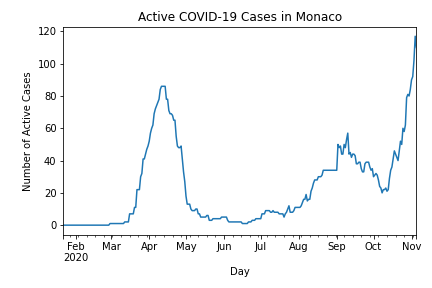 Active COVID-19 Cases in Monaco
120
100
80
60
40
20
0
Number of Active Cases
Feb Mar Apr May Jun Jul Aug Sep Oct Nov
2020
Day